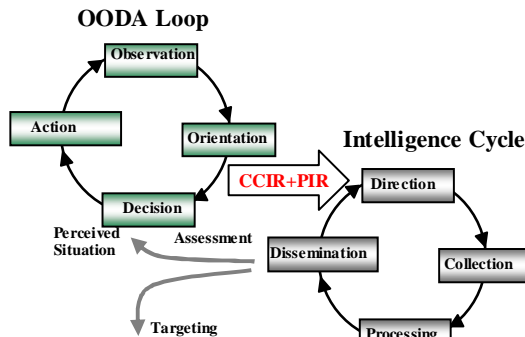 OODA Loop
Observation
Action
Orientation
Decision
CCIR+PIR
Intelligence Cycle
Direction
Perceived
Situation
Assessment
Dissemination
Collection
Targeting
Processing